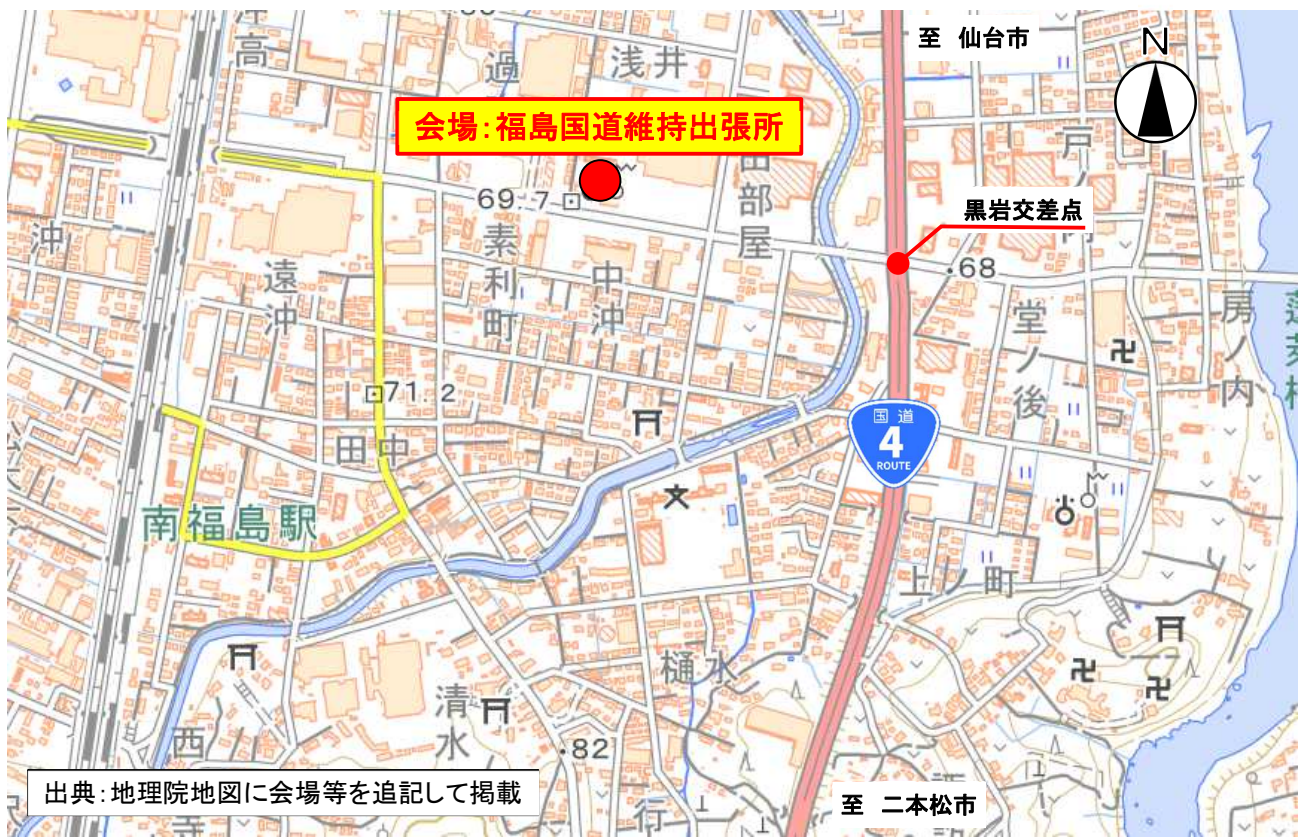 至 仙台市
N
浅井
過
高
会場：福島国道維持出張所
田部屋
戸ノ内
黒岩交差点
69.7
68
沖
遠沖
素利町
中沖
堂ノ後
房ノ内
71.2
田中
国道
4
ROUTE
南福島駅
上ノ町
樋水
清水
82
西
行
出典：地理院地図に会場等を追記して掲載
至 二本松市